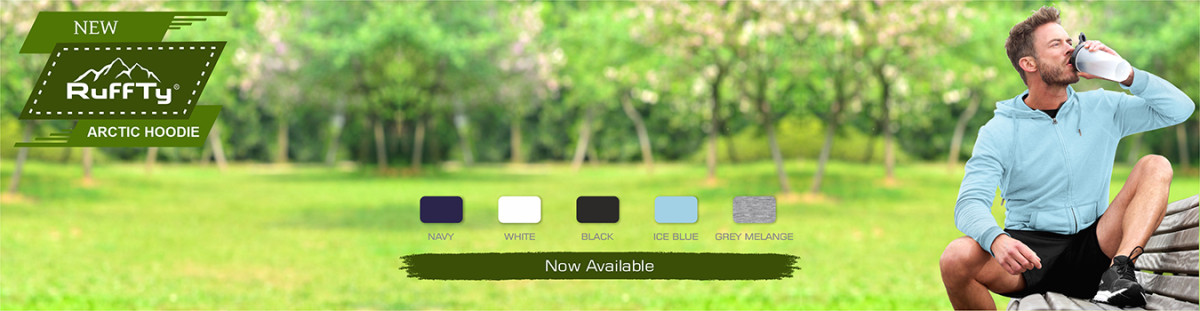 NEW
RUFFTY®
ARCTIC HOODIE
NAVY WHITE BLACK ICE BLUE GREY MELANGE
Now Available